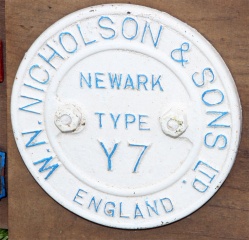 W.N. NICHOLSON & SONS LTD.
NEWARK
TYPE
Y7
ENGLAND